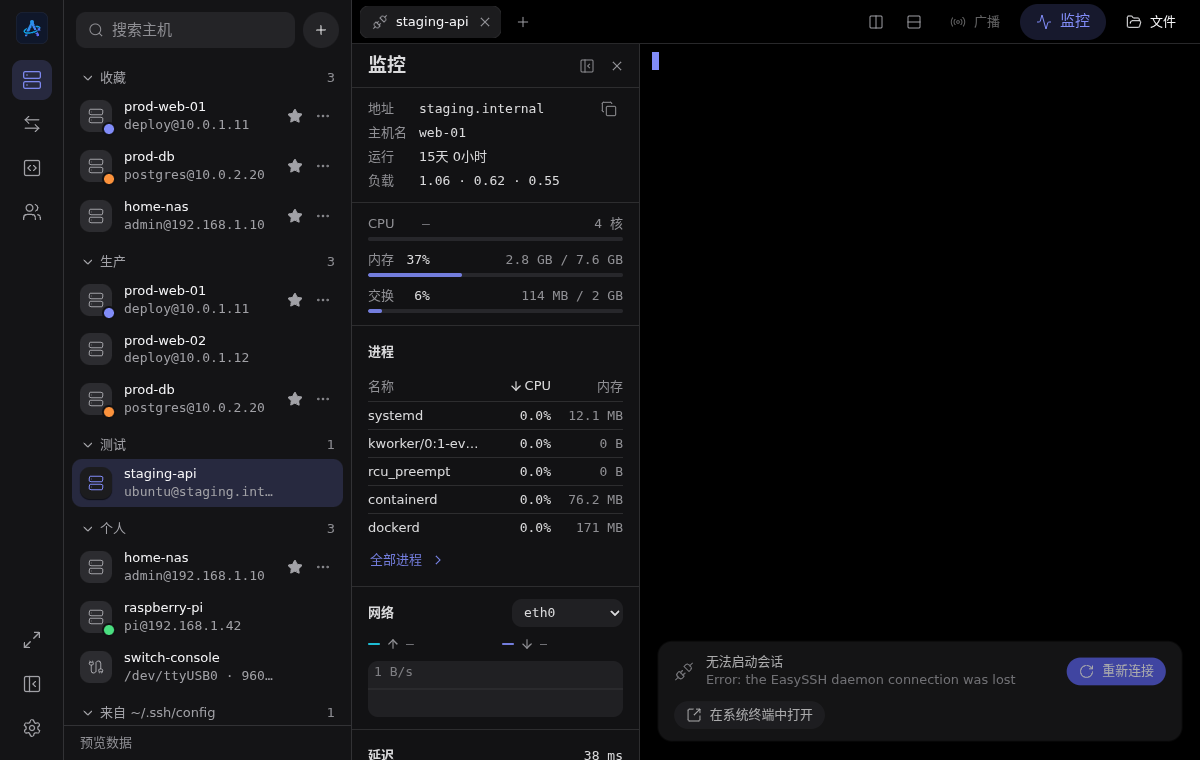 搜索主机
收藏 3
prod-web-01
deploy@10.0.1.11
prod-db
postgres@10.0.2.20
home-nas
admin@192.168.1.10
生产 3
prod-web-01
deploy@10.0.1.11
prod-web-02
deploy@10.0.1.12
prod-db
postgres@10.0.2.20
测试 1
staging-api
ubuntu@staging.int…
个人 3
home-nas
admin@192.168.1.10
raspberry-pi
pi@192.168.1.42
switch-console
/dev/ttyUSB0 · 960…
来自 ~/.ssh/config 1
预览数据
staging-api
广播
监控
文件
监控
地址 staging.internal
主机名 web-01
运行 15天 0小时
负载 1.06 · 0.62 · 0.55
CPU — 4 核
内存 37% 2.8 GB / 7.6 GB
交换 6% 114 MB / 2 GB
进程
名称 CPU 内存
systemd 0.0% 12.1 MB
kworker/0:1-ev… 0.0% 0 B
rcu_preempt 0.0% 0 B
containerd 0.0% 76.2 MB
dockerd 0.0% 171 MB
全部进程
网络 eth0
— —
1 B/s
延迟 38 ms
无法启动会话
Error: the EasySSH daemon connection was lost
重新连接
在系统终端中打开